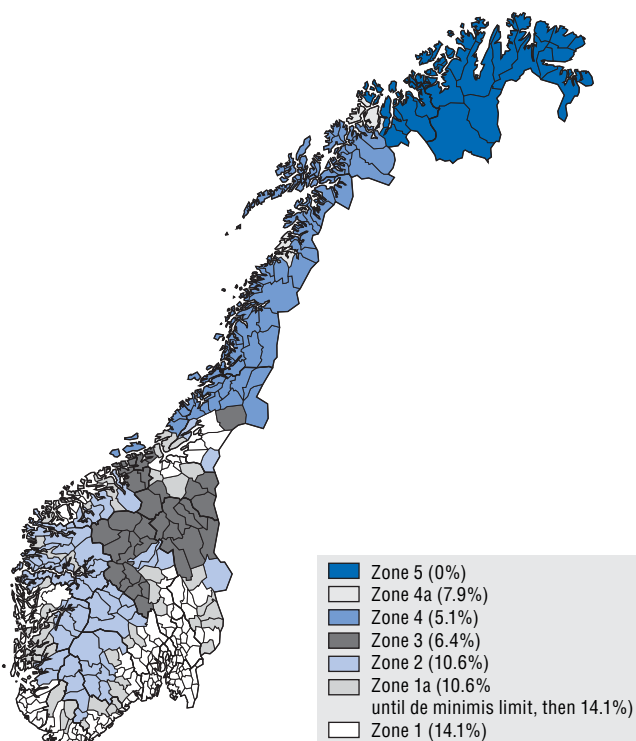 Zone 5 (0%)
Zone 4a (7.9%)
Zone 4 (5.1%)
Zone 3 (6.4%)
Zone 2 (10.6%)
Zone 1a (10.6%
until de minimis limit, then 14.1%)
Zone 1 (14.1%)